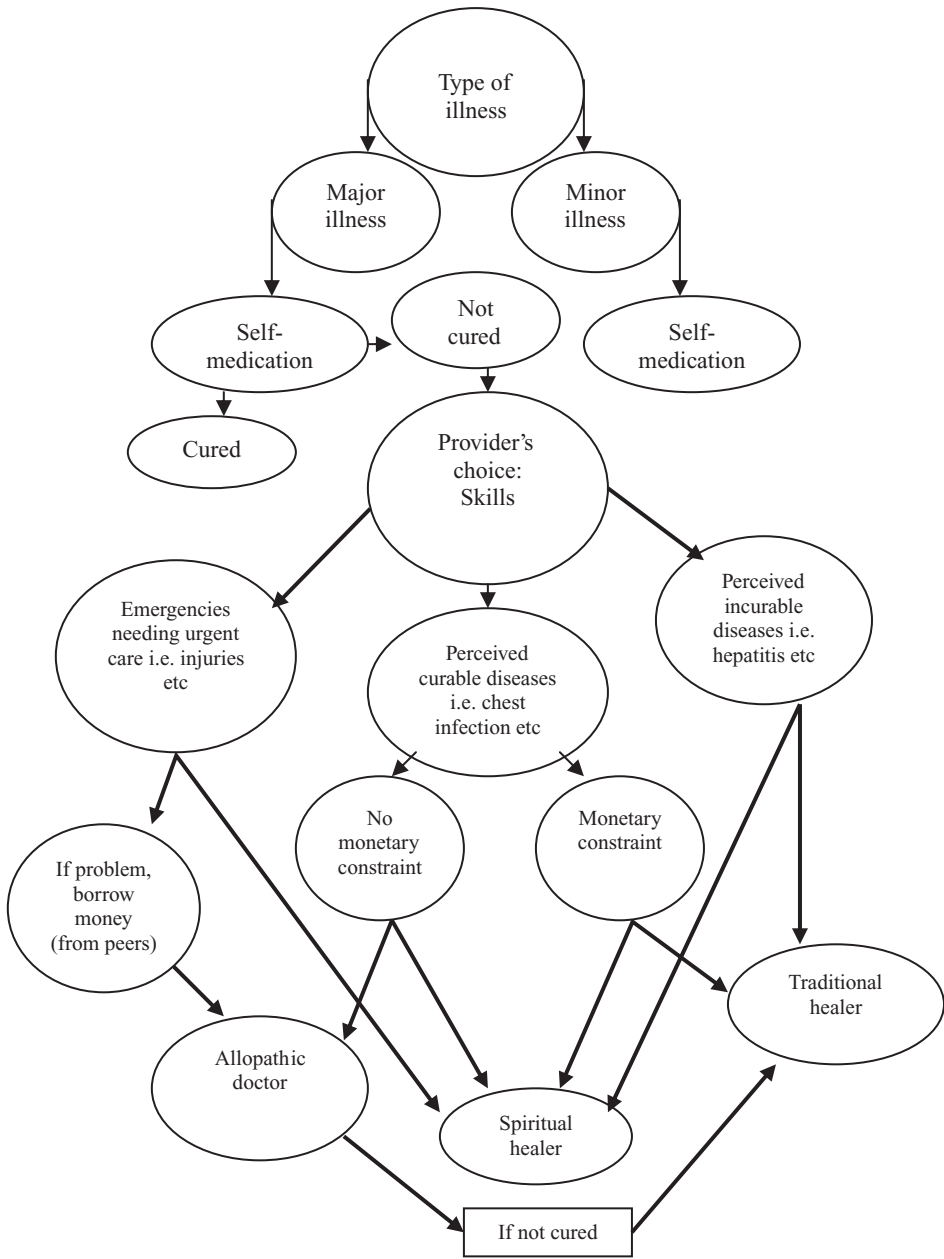 Type of
illness
Major
illness
Minor
illness
Self-
medication
Not
cured
Self-
medication
Cured
Provider’s
choice:
Skills
Emergencies
needing urgent
care i.e. injuries
etc
Perceived
curable diseases
i.e. chest
infection etc
Perceived
incurable
diseases i.e.
hepatitis etc
If problem,
borrow
money
(from peers)
No
monetary
constraint
Monetary
constraint
Traditional
healer
Allopathic
doctor
Spiritual
healer
If not cured